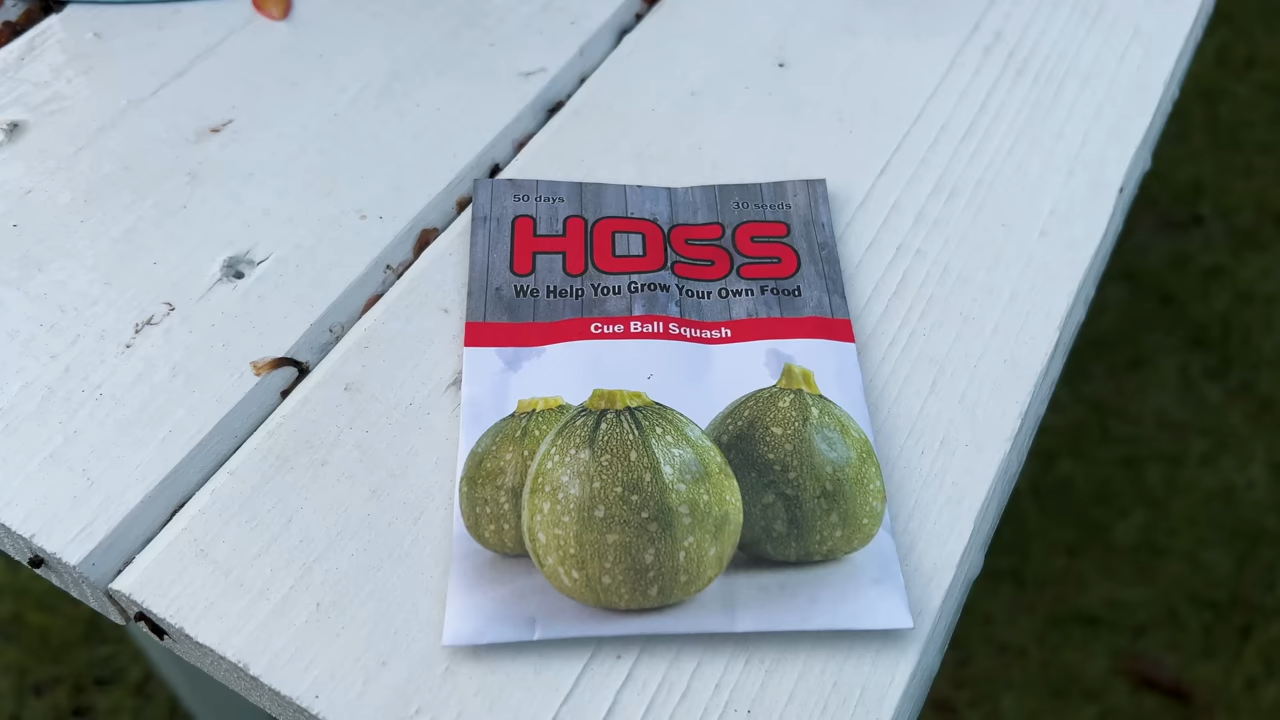 50 days
30 seeds
HOSS
We Help You Grow Your Own Food
Cue Ball Squash